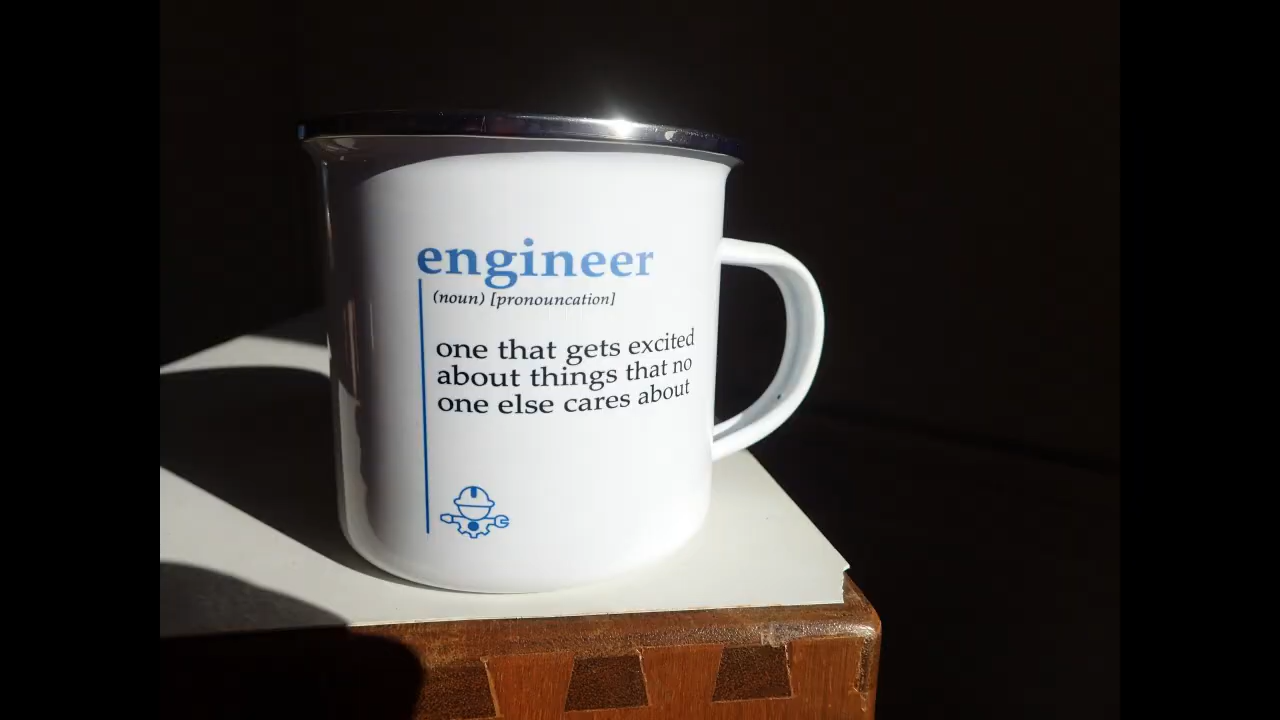 engineer
(noun) [pronouncation]
one that gets excited
about things that no
one else cares about